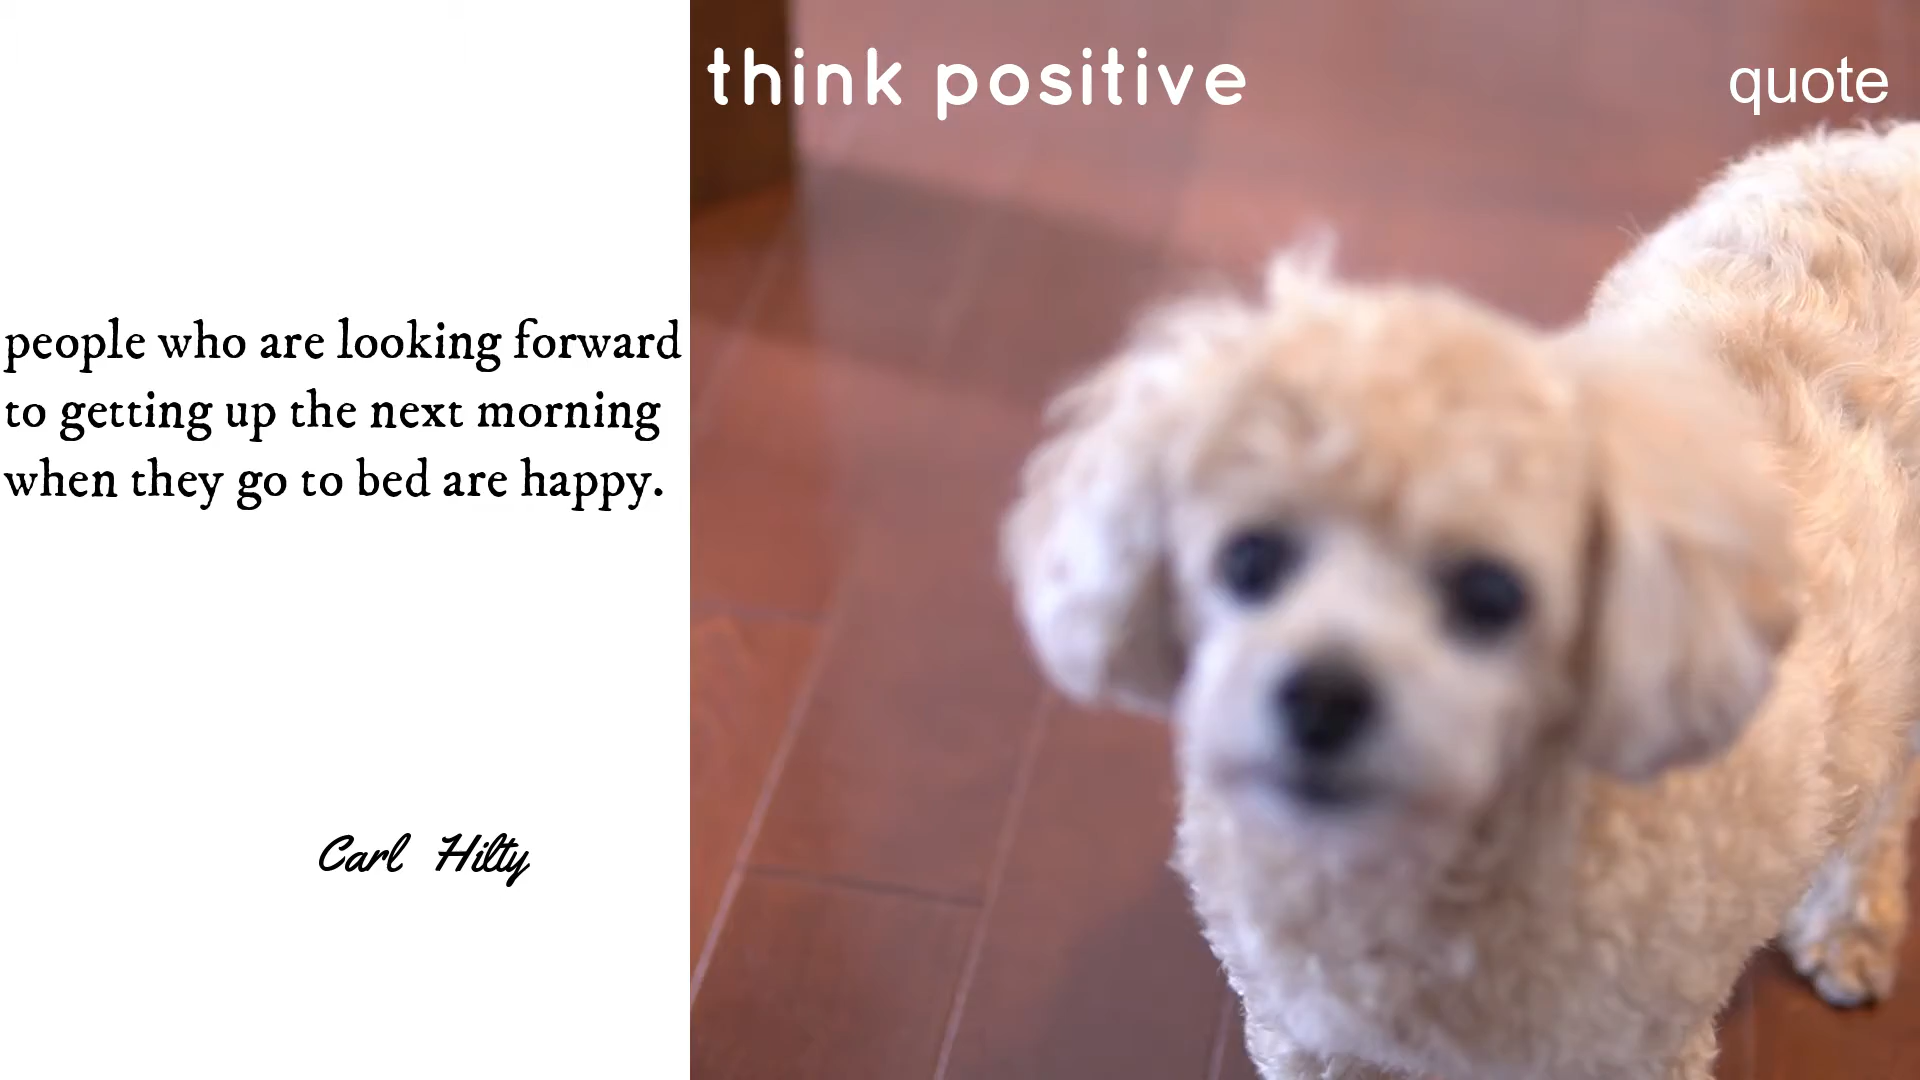 people who are looking forward
to getting up the next morning
when they go to bed are happy.
Carl Hilty
think positive
quote